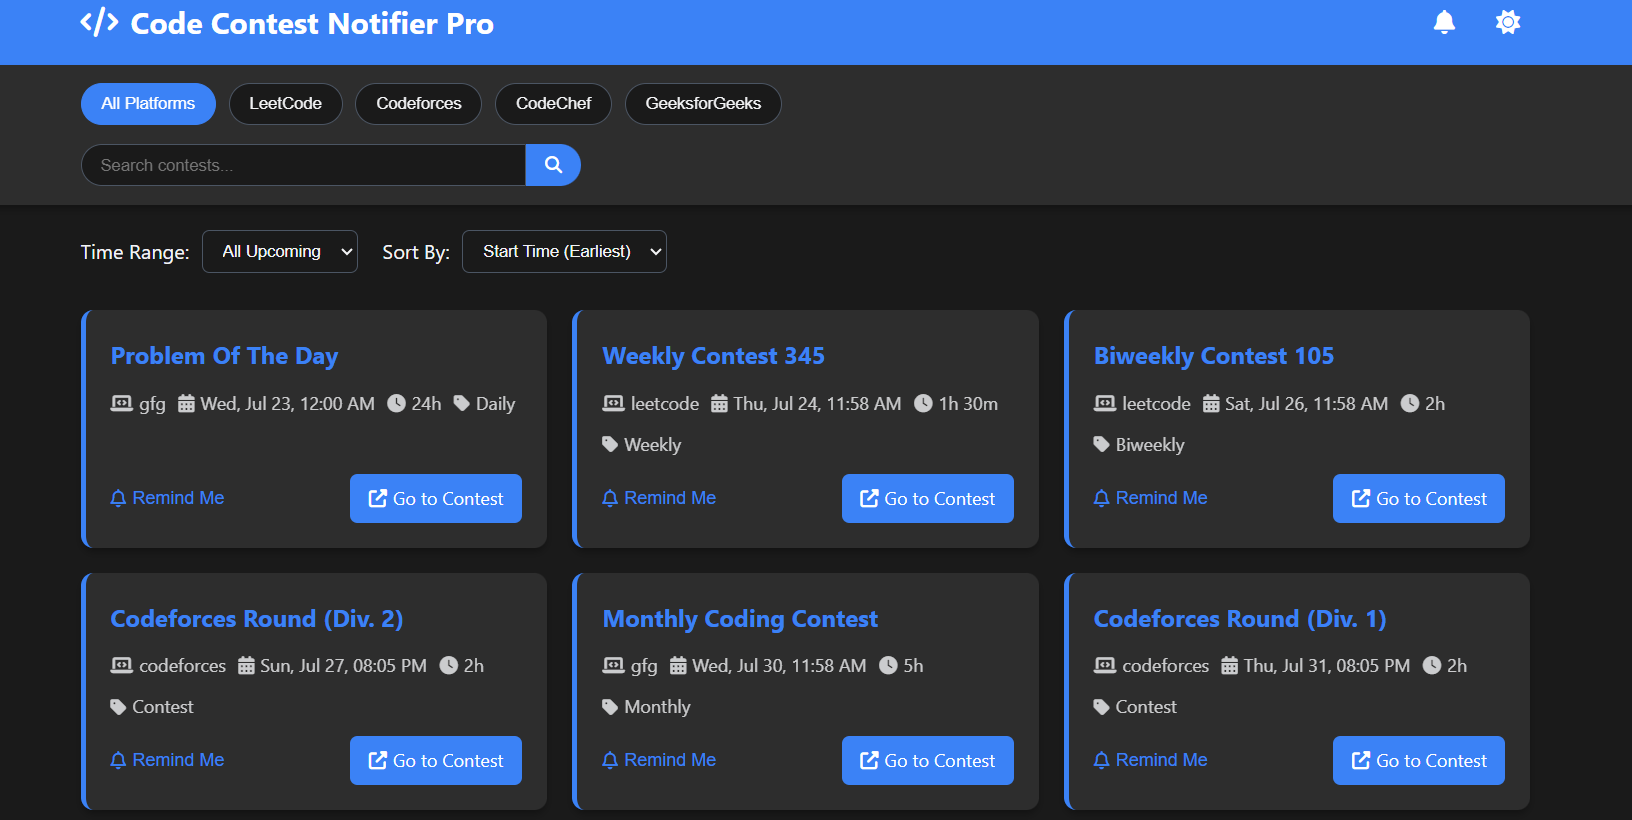 </> Code Contest Notifier Pro
All Platforms LeetCode Codeforces CodeChef GeeksforGeeks
Search contests...
Time Range: All Upcoming Sort By: Start Time (Earliest)
Problem Of The Day
gfg Wed, Jul 23, 12:00 AM 24h Daily
Remind Me Go to Contest
Weekly Contest 345
leetcode Thu, Jul 24, 11:58 AM 1h 30m
Weekly
Remind Me Go to Contest
Biweekly Contest 105
leetcode Sat, Jul 26, 11:58 AM 2h
Biweekly
Remind Me Go to Contest
Codeforces Round (Div. 2)
codeforces Sun, Jul 27, 08:05 PM 2h
Contest
Remind Me Go to Contest
Monthly Coding Contest
gfg Wed, Jul 30, 11:58 AM 5h
Monthly
Remind Me Go to Contest
Codeforces Round (Div. 1)
codeforces Thu, Jul 31, 08:05 PM 2h
Contest
Remind Me Go to Contest